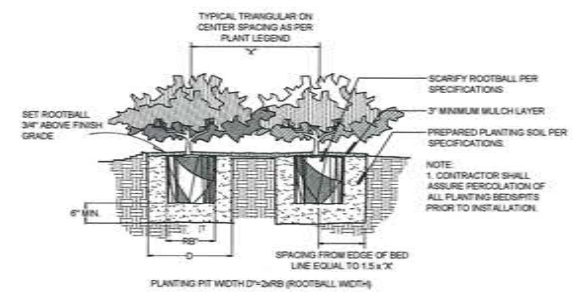 TYPICAL TRIANGULAR ON
CENTER SPACING AS PER
PLANT LEGEND
"X"
SCARIFY ROOTBALL PER
SPECIFICATIONS
SET ROOTBALL
3/4" ABOVE FINISH
GRADE
3" MINIMUM MULCH LAYER
PREPARED PLANTING SOIL PER
SPECIFICATIONS.
NOTE:
1. CONTRACTOR SHALL
ASSURE PERCOLATION OF
ALL PLANTING BEDS/PITS
PRIOR TO INSTALLATION.
6" MIN.
RB"
D
SPACING FROM EDGE OF BED
LINE EQUAL TO 1.5 x 'X'
PLANTING PIT WIDTH D"=2xRB (ROOTBALL WIDTH)